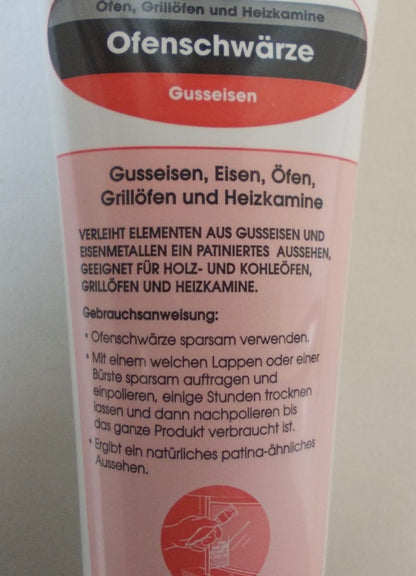 Öfen, Grillöfen und Heizkamine
Ofenschwärze
Gusseisen
Gusseisen, Eisen, Öfen,
Grillöfen und Heizkamine
VERLEIHT ELEMENTEN AUS GUSSEISEN UND
EISENMETALLEN EIN PATINIERTES AUSSEHEN,
GEEIGNET FÜR HOLZ- UND KOHLEÖFEN,
GRILLÖFEN UND HEIZKAMINE.
Gebrauchsanweisung:
• Ofenschwärze sparsam verwenden.
• Mit einem weichen Lappen oder einer
Bürste sparsam auftragen und
einpolieren, einige Stunden trocknen
lassen und dann nachpolieren bis
das ganze Produkt verbraucht ist.
• Ergibt ein natürliches patina-ähnliches
Aussehen.